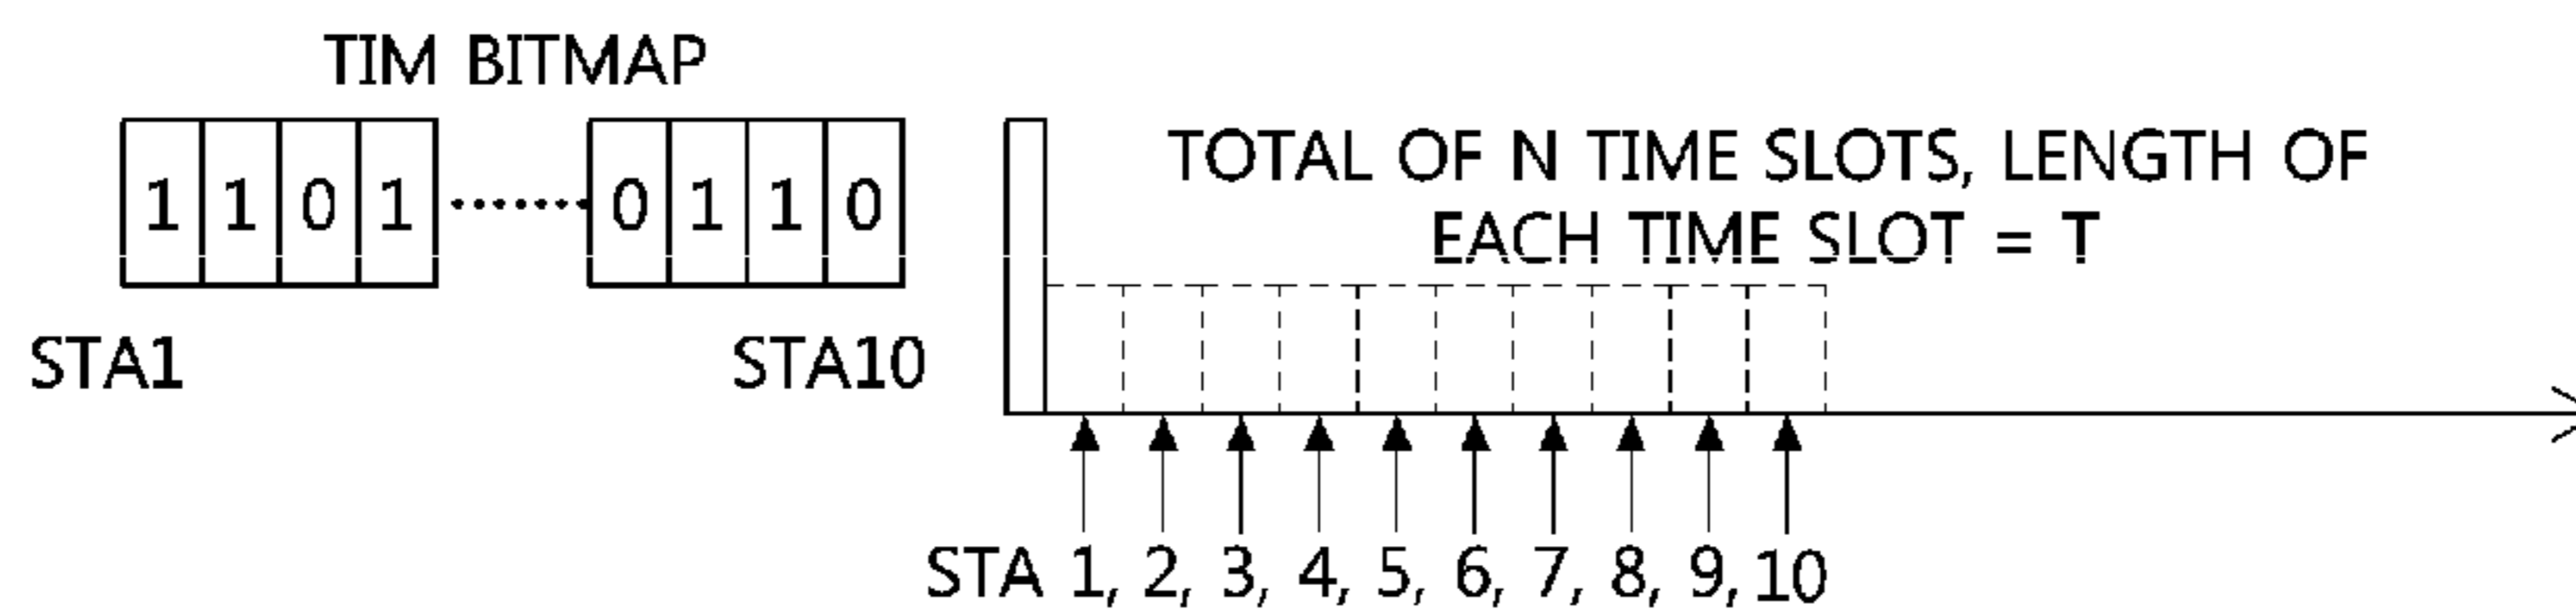 TIM BITMAP
1 1 0 1 ........ 0 1 1 0
STA1 STA10
TOTAL OF N TIME SLOTS, LENGTH OF
EACH TIME SLOT = T
STA 1, 2, 3, 4, 5, 6, 7, 8, 9, 10